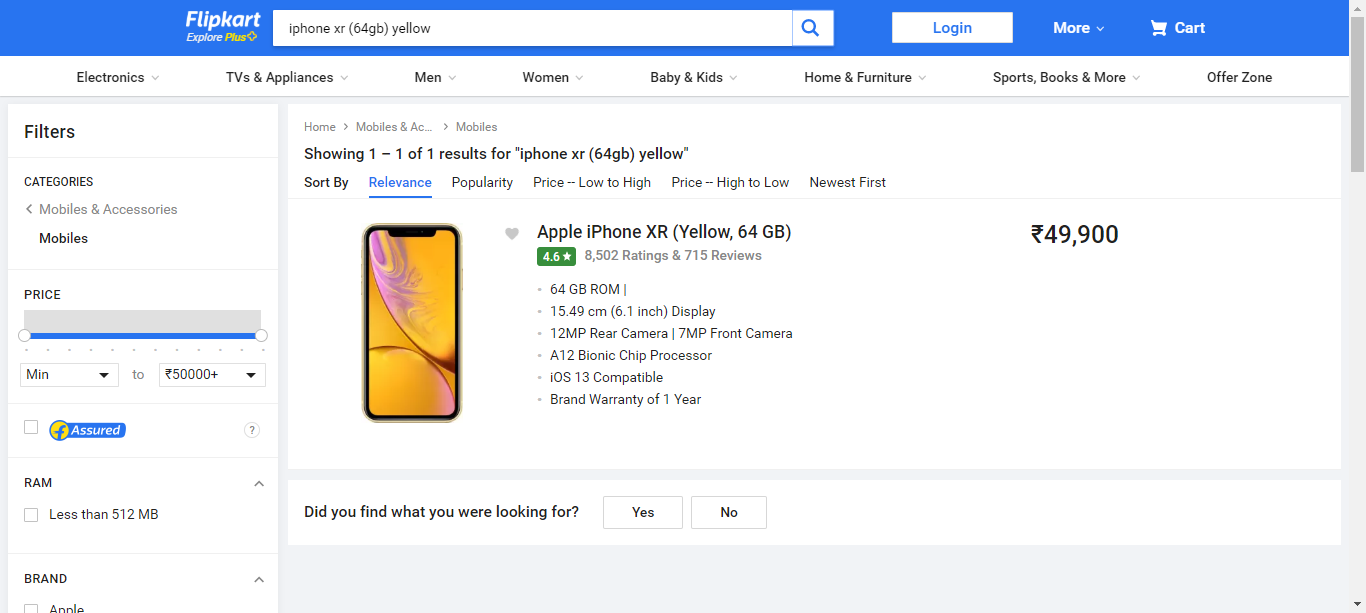 Flipkart
Explore Plus
iphone xr (64gb) yellow
Login
More
Cart
Electronics
TVs & Appliances
Men
Women
Baby & Kids
Home & Furniture
Sports, Books & More
Offer Zone
Filters
CATEGORIES
Mobiles & Accessories
Mobiles
PRICE
Min
to
₹50000+
Assured
?
RAM
Less than 512 MB
BRAND
Apple
Home
Mobiles & Ac...
Mobiles
Showing 1 – 1 of 1 results for "iphone xr (64gb) yellow"
Sort By
Relevance
Popularity
Price -- Low to High
Price -- High to Low
Newest First
Apple iPhone XR (Yellow, 64 GB)
4.6 ★
8,502 Ratings & 715 Reviews
64 GB ROM |
15.49 cm (6.1 inch) Display
12MP Rear Camera | 7MP Front Camera
A12 Bionic Chip Processor
iOS 13 Compatible
Brand Warranty of 1 Year
₹49,900
Did you find what you were looking for?
Yes
No